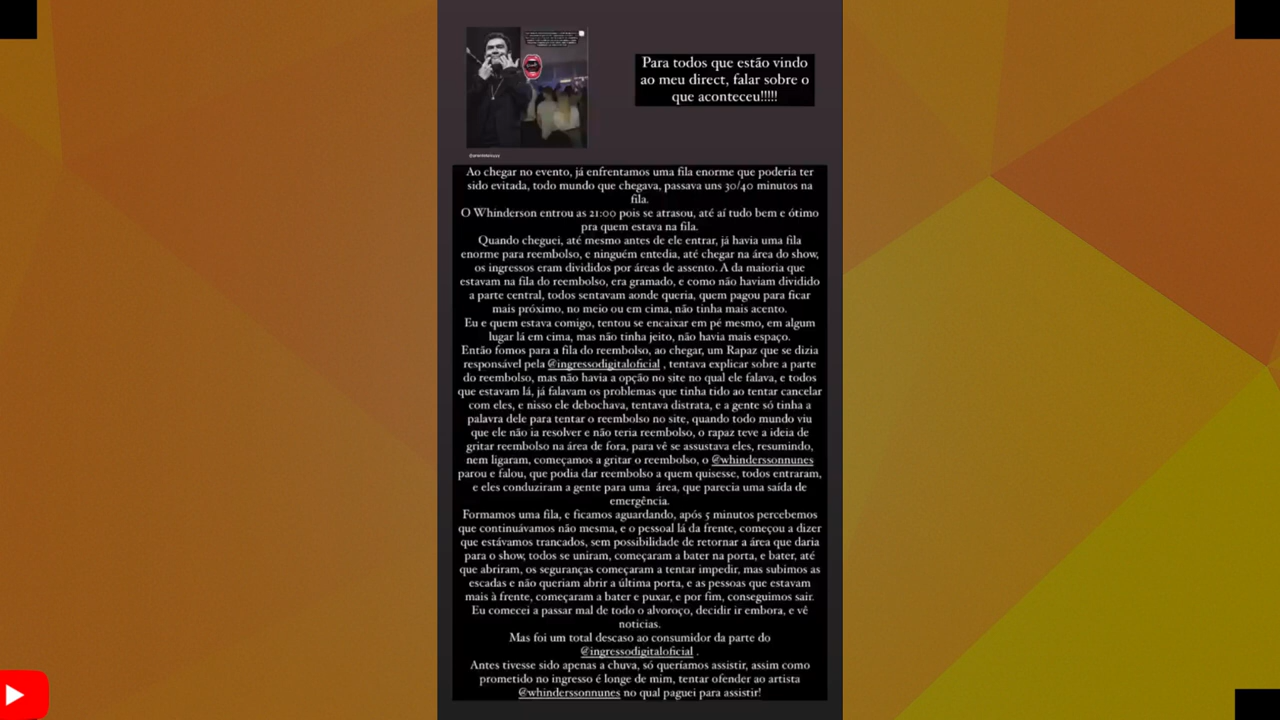 Para todos que estão vindo
ao meu direct, falar sobre o
que aconteceu!!!!!
Ao chegar no evento, já enfrentamos uma fila enorme que poderia ter
sido evitada, todo mundo que chegava, passava uns 30/40 minutos na
fila.
O Whinderson entrou as 21:00 pois se atrasou, até aí tudo bem e ótimo
pra quem estava na fila.
Quando cheguei, até mesmo antes de ele entrar, já havia uma fila
enorme para reembolso, e ninguém entedia, até chegar na área do show,
os ingressos eram divididos por áreas de assento. A da maioria que
estavam na fila do reembolso, era gramado, e como não haviam dividido
a parte central, todos sentavam aonde queria, quem pagou para ficar
mais próximo, no meio ou em cima, não tinha mais acento.
Eu e quem estava comigo, tentou se encaixar em pé mesmo, em algum
lugar lá em cima, mas não tinha jeito, não havia mais espaço.
Então fomos para a fila do reembolso, ao chegar, um Rapaz que se dizia
responsável pela @ingressodigitaloficial , tentava explicar sobre a parte
do reembolso, mas não havia a opção no site no qual ele falava, e todos
que estavam lá, já falavam os problemas que tinha tido ao tentar cancelar
com eles, e nisso ele debochava, tentava distrata, e a gente só tinha a
palavra dele para tentar o reembolso no site, quando todo mundo viu
que ele não ia resolver e não teria reembolso, o rapaz teve a ideia de
gritar reembolso na área de fora, para vê se assustava eles, resumindo,
nem ligaram, começamos a gritar o reembolso, o @whinderssonnunes
parou e falou, que podia dar reembolso a quem quisesse, todos entraram,
e eles conduziram a gente para uma área, que parecia uma saída de
emergência.
Formamos uma fila, e ficamos aguardando, após 5 minutos percebemos
que continuávamos não mesma, e o pessoal lá da frente, começou a dizer
que estávamos trancados, sem possibilidade de retornar a área que daria
para o show, todos se uniram, começaram a bater na porta, e bater, até
que abriram, os seguranças começaram a tentar impedir, mas subimos as
escadas e não queriam abrir a última porta, e as pessoas que estavam
mais à frente, começaram a bater e puxar, e por fim, conseguimos sair.
Eu comecei a passar mal de todo o alvoroço, decidir ir embora, e vê
noticias.
Mas foi um total descaso ao consumidor da parte do
@ingressodigitaloficial .
Antes tivesse sido apenas a chuva, só queríamos assistir, assim como
prometido no ingresso é longe de mim, tentar ofender ao artista
@whinderssonnunes no qual paguei para assistir!